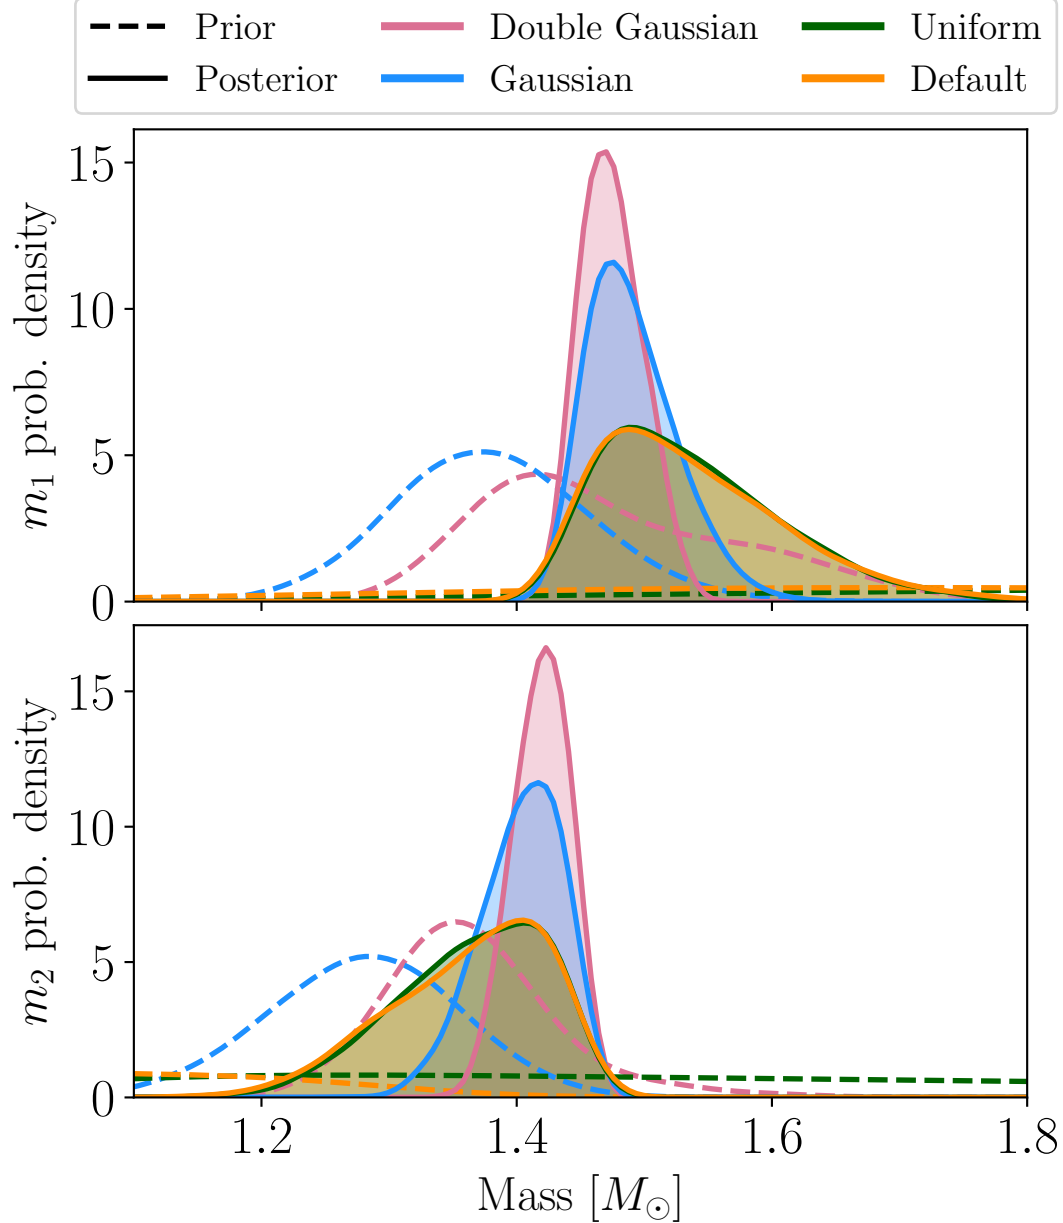 Prior Double Gaussian Uniform
Posterior Gaussian Default
15
10
5
0
m₁ prob. density
15
10
5
0
m₂ prob. density
1.2 1.4 1.6 1.8
Mass [M⊙]